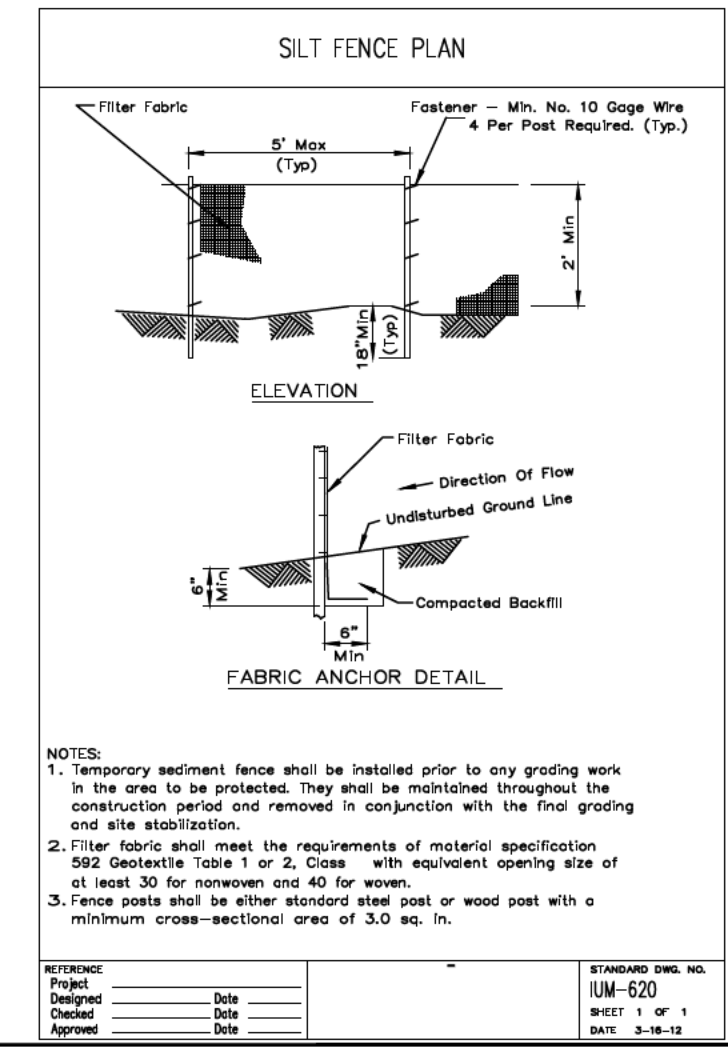 SILT FENCE PLAN
Filter Fabric
Fastener – Min. No. 10 Gage Wire
4 Per Post Required. (Typ.)
5' Max
(Typ)
2' Min
18"Min
(Typ)
ELEVATION
Filter Fabric
Direction Of Flow
Undisturbed Ground Line
6"
Min
Compacted Backfill
6"
Min
FABRIC ANCHOR DETAIL
NOTES:
1. Temporary sediment fence shall be installed prior to any grading work
in the area to be protected. They shall be maintained throughout the
construction period and removed in conjunction with the final grading
and site stabilization.
2. Filter fabric shall meet the requirements of material specification
592 Geotextile Table 1 or 2, Class with equivalent opening size of
at least 30 for nonwoven and 40 for woven.
3. Fence posts shall be either standard steel post or wood post with a
minimum cross-sectional area of 3.0 sq. in.
REFERENCE
Project
Designed Date
Checked Date
Approved Date
–
STANDARD DWG. NO.
IUM-620
SHEET 1 OF 1
DATE 3-16-12